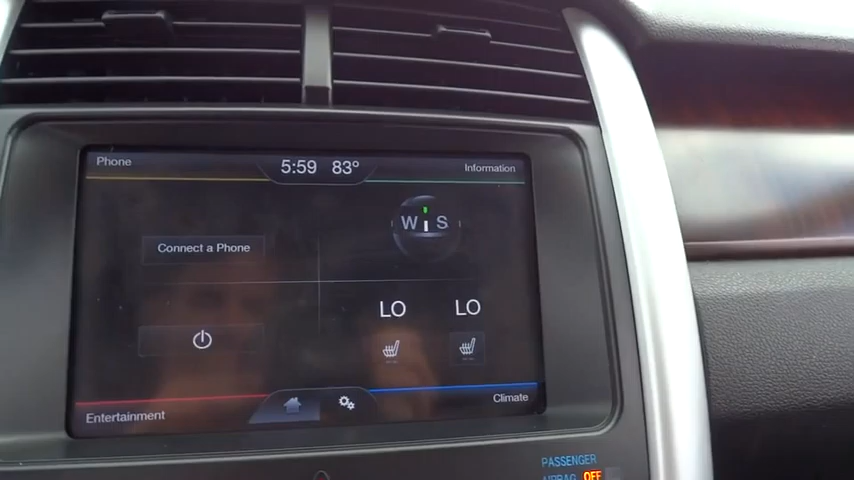 Phone
5:59 83°
Information
W S
Connect a Phone
LO LO
Entertainment
Climate
PASSENGER
AIRBAG OFF